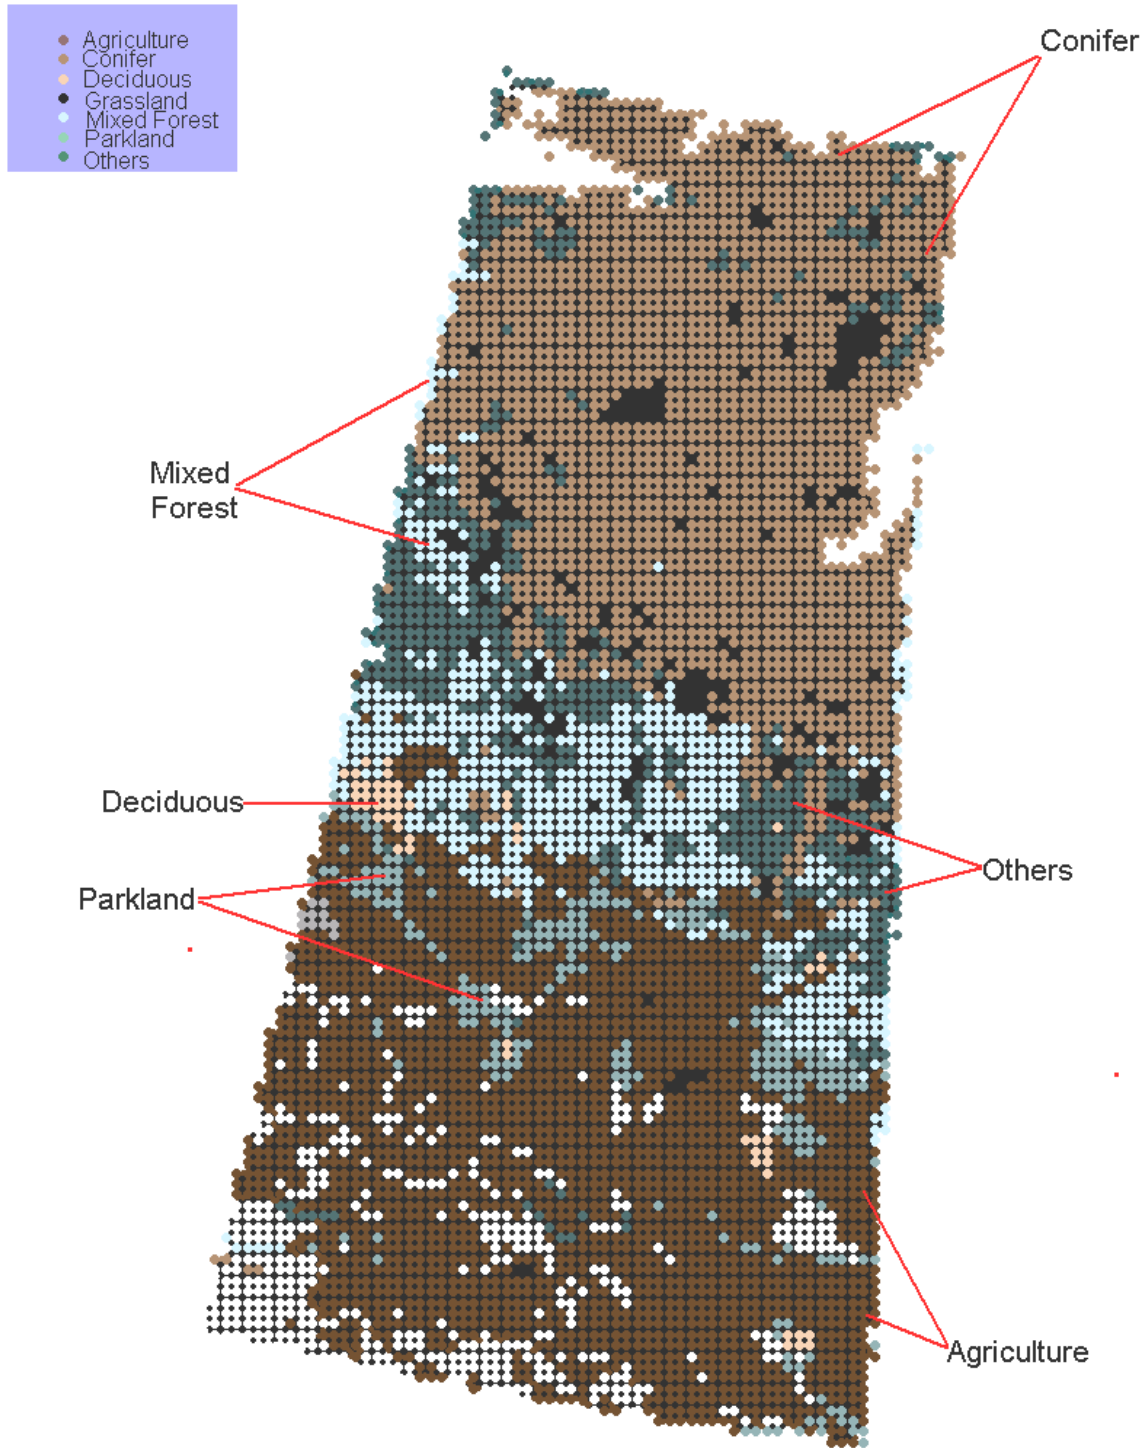 Agriculture
Conifer
Deciduous
Grassland
Mixed Forest
Parkland
Others
Conifer
Mixed
Forest
Deciduous
Others
Parkland
Agriculture